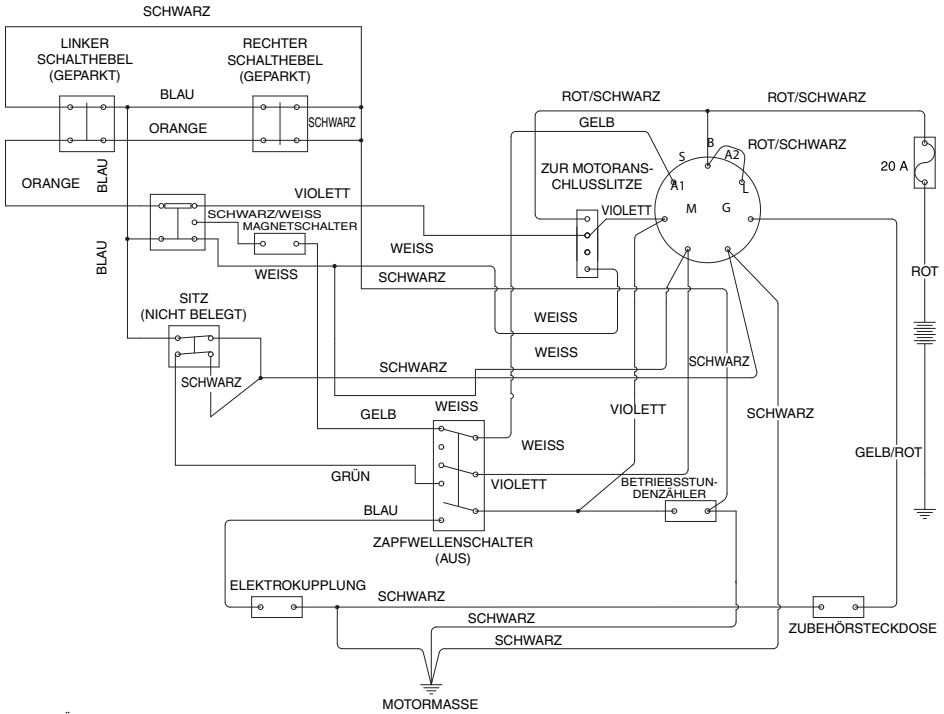 SCHWARZ
LINKER
SCHALTHEBEL
(GEPARKT)
RECHTER
SCHALTHEBEL
(GEPARKT)
BLAU
SCHWARZ
ORANGE
ROT/SCHWARZ
ROT/SCHWARZ
GELB
S
B
A2
ROT/SCHWARZ
20 A
ORANGE
BLAU
ZUR MOTORANS-
CHLUSSLITZE
A1
L
VIOLETT
VIOLETT
M
G
SCHWARZ/WEISS
MAGNETSCHALTER
BLAU
WEISS
WEISS
SCHWARZ
ROT
SITZ
(NICHT BELEGT)
WEISS
WEISS
SCHWARZ
SCHWARZ
SCHWARZ
WEISS
GELB
VIOLETT
SCHWARZ
WEISS
GELB/ROT
GRÜN
VIOLETT
BETRIEBSSTUN-
DENZÄHLER
BLAU
ZAPFWELLENSCHALTER
(AUS)
ELEKTROKUPPLUNG
SCHWARZ
SCHWARZ
SCHWARZ
ZUBEHÖRSTECKDOSE
MOTORMASSE